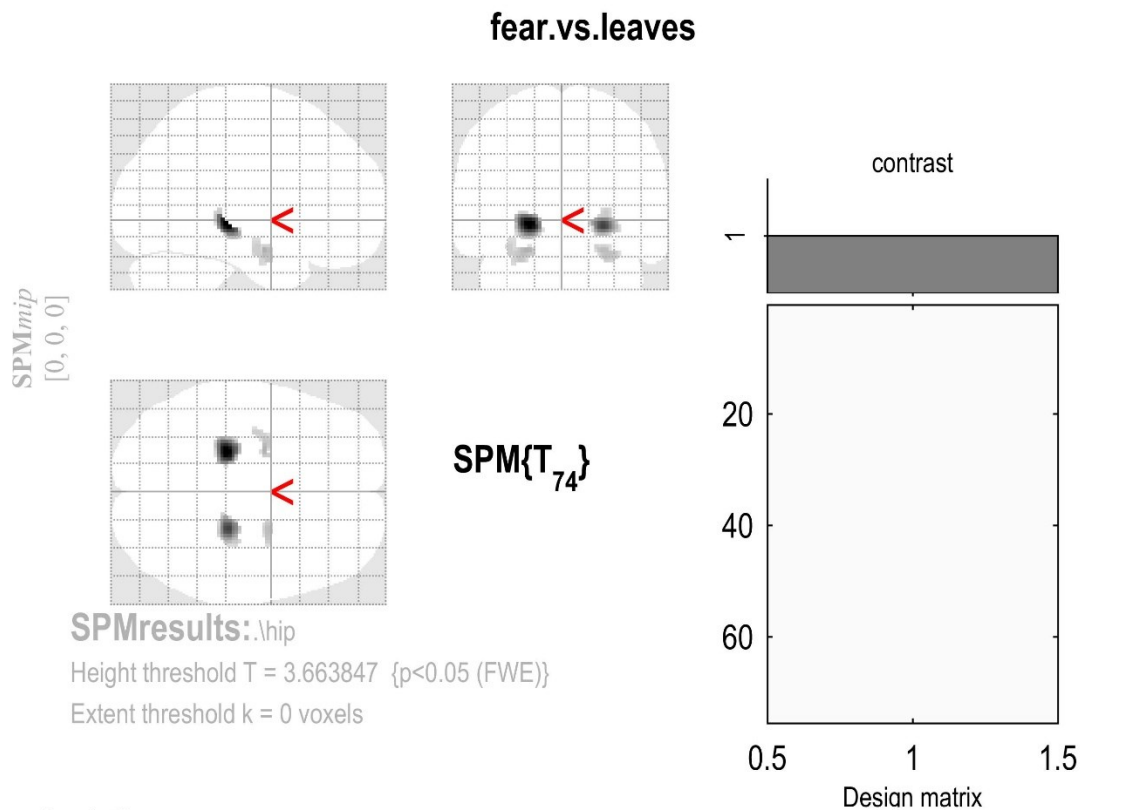 fear.vs.leaves
<
<
contrast
1
SPMmip
[0, 0, 0]
<
SPM{T74}
20
40
60
SPMresults:.\hip
Height threshold T = 3.663847 {p<0.05 (FWE)}
Extent threshold k = 0 voxels
0.5 1 1.5
Design matrix